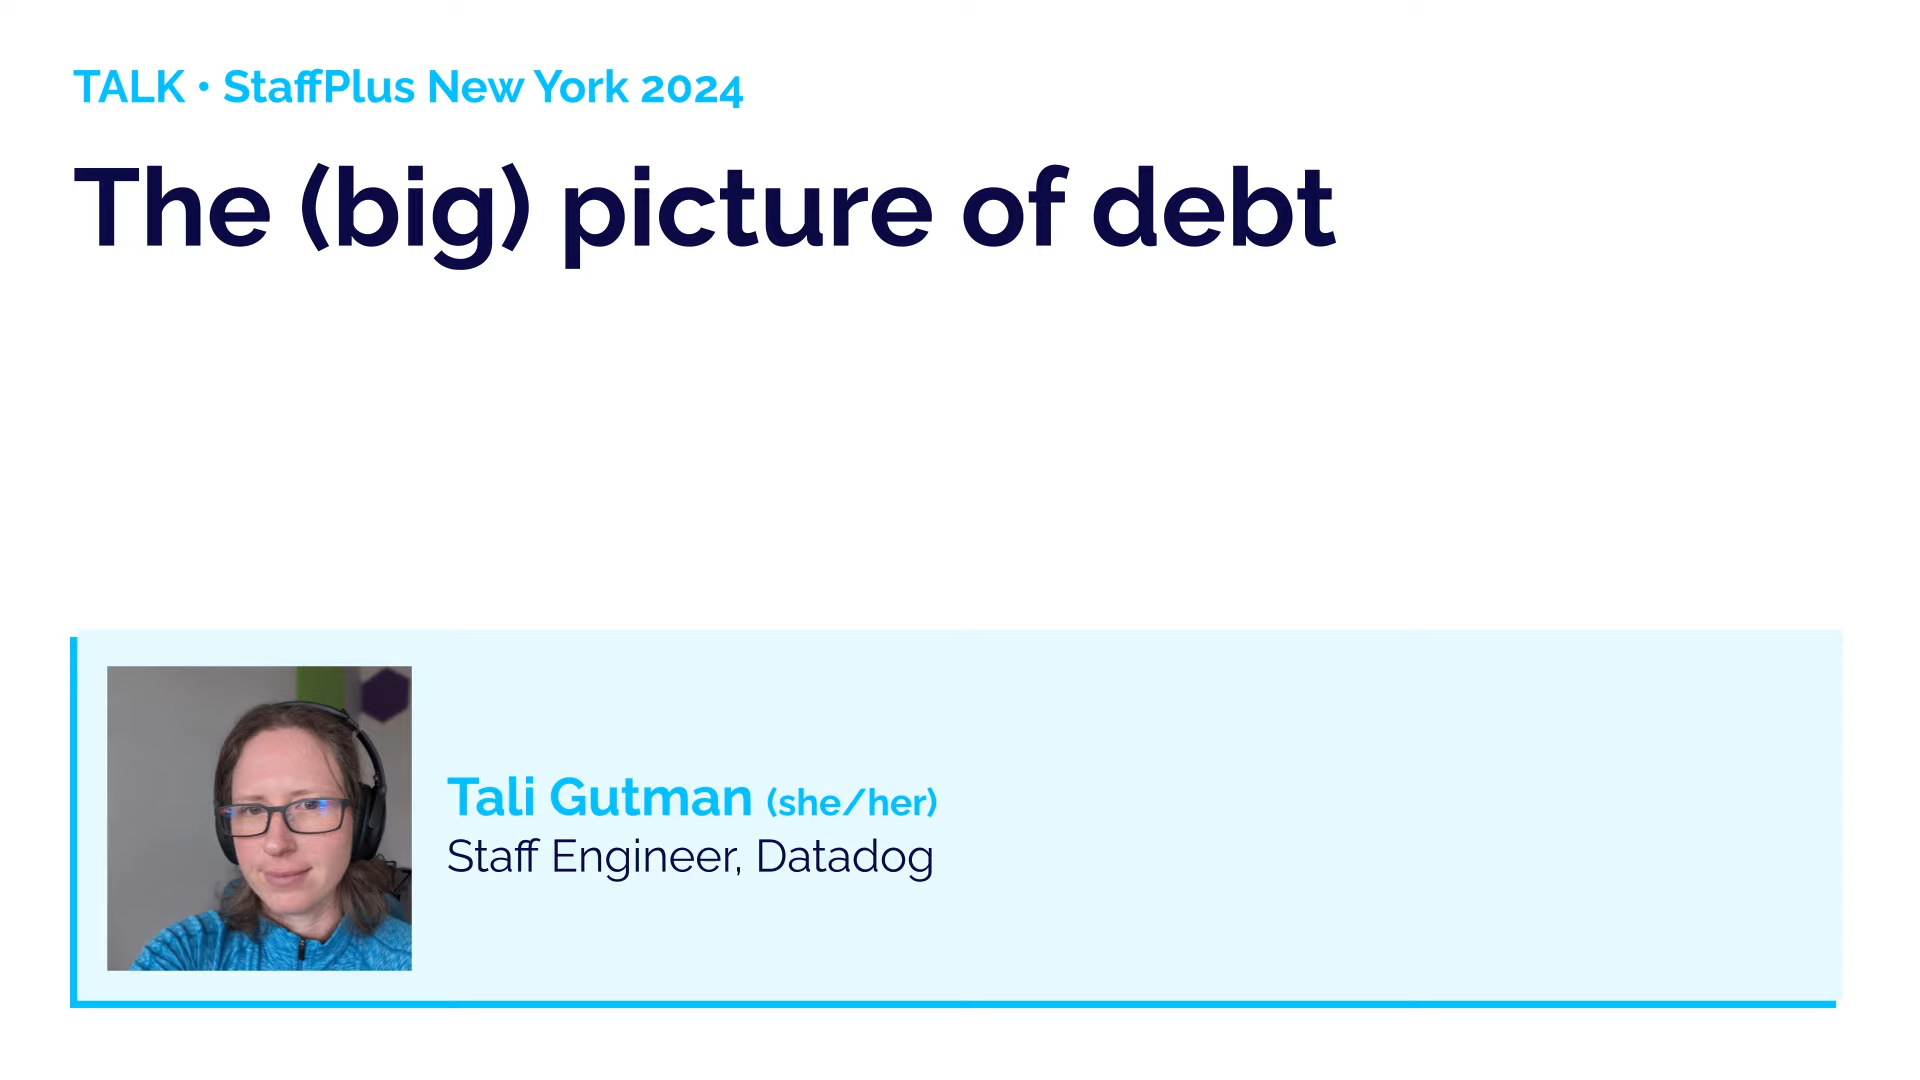 TALK • StaffPlus New York 2024
The (big) picture of debt
Tali Gutman (she/her)
Staff Engineer, Datadog